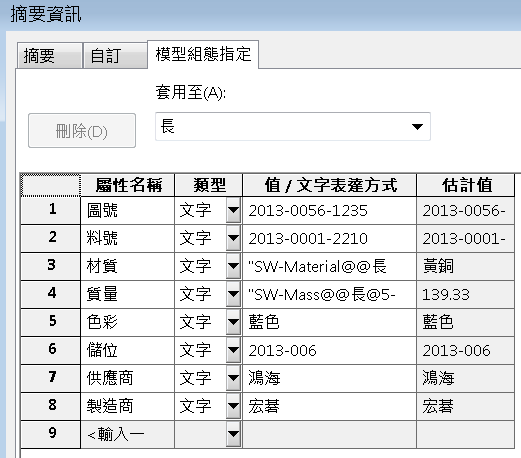 摘要資訊
摘要 自訂 模型組態指定
套用至(A):
刪除(D) 長
屬性名稱 類型 值 / 文字表達方式 估計值
1 圖號 文字 2013-0056-1235 2013-0056-
2 料號 文字 2013-0001-2210 2013-0001-
3 材質 文字 "SW-Material@@長 黃銅
4 質量 文字 "SW-Mass@@長@5- 139.33
5 色彩 文字 藍色 藍色
6 儲位 文字 2013-006 2013-006
7 供應商 文字 鴻海 鴻海
8 製造商 文字 宏碁 宏碁
9 <輸入一